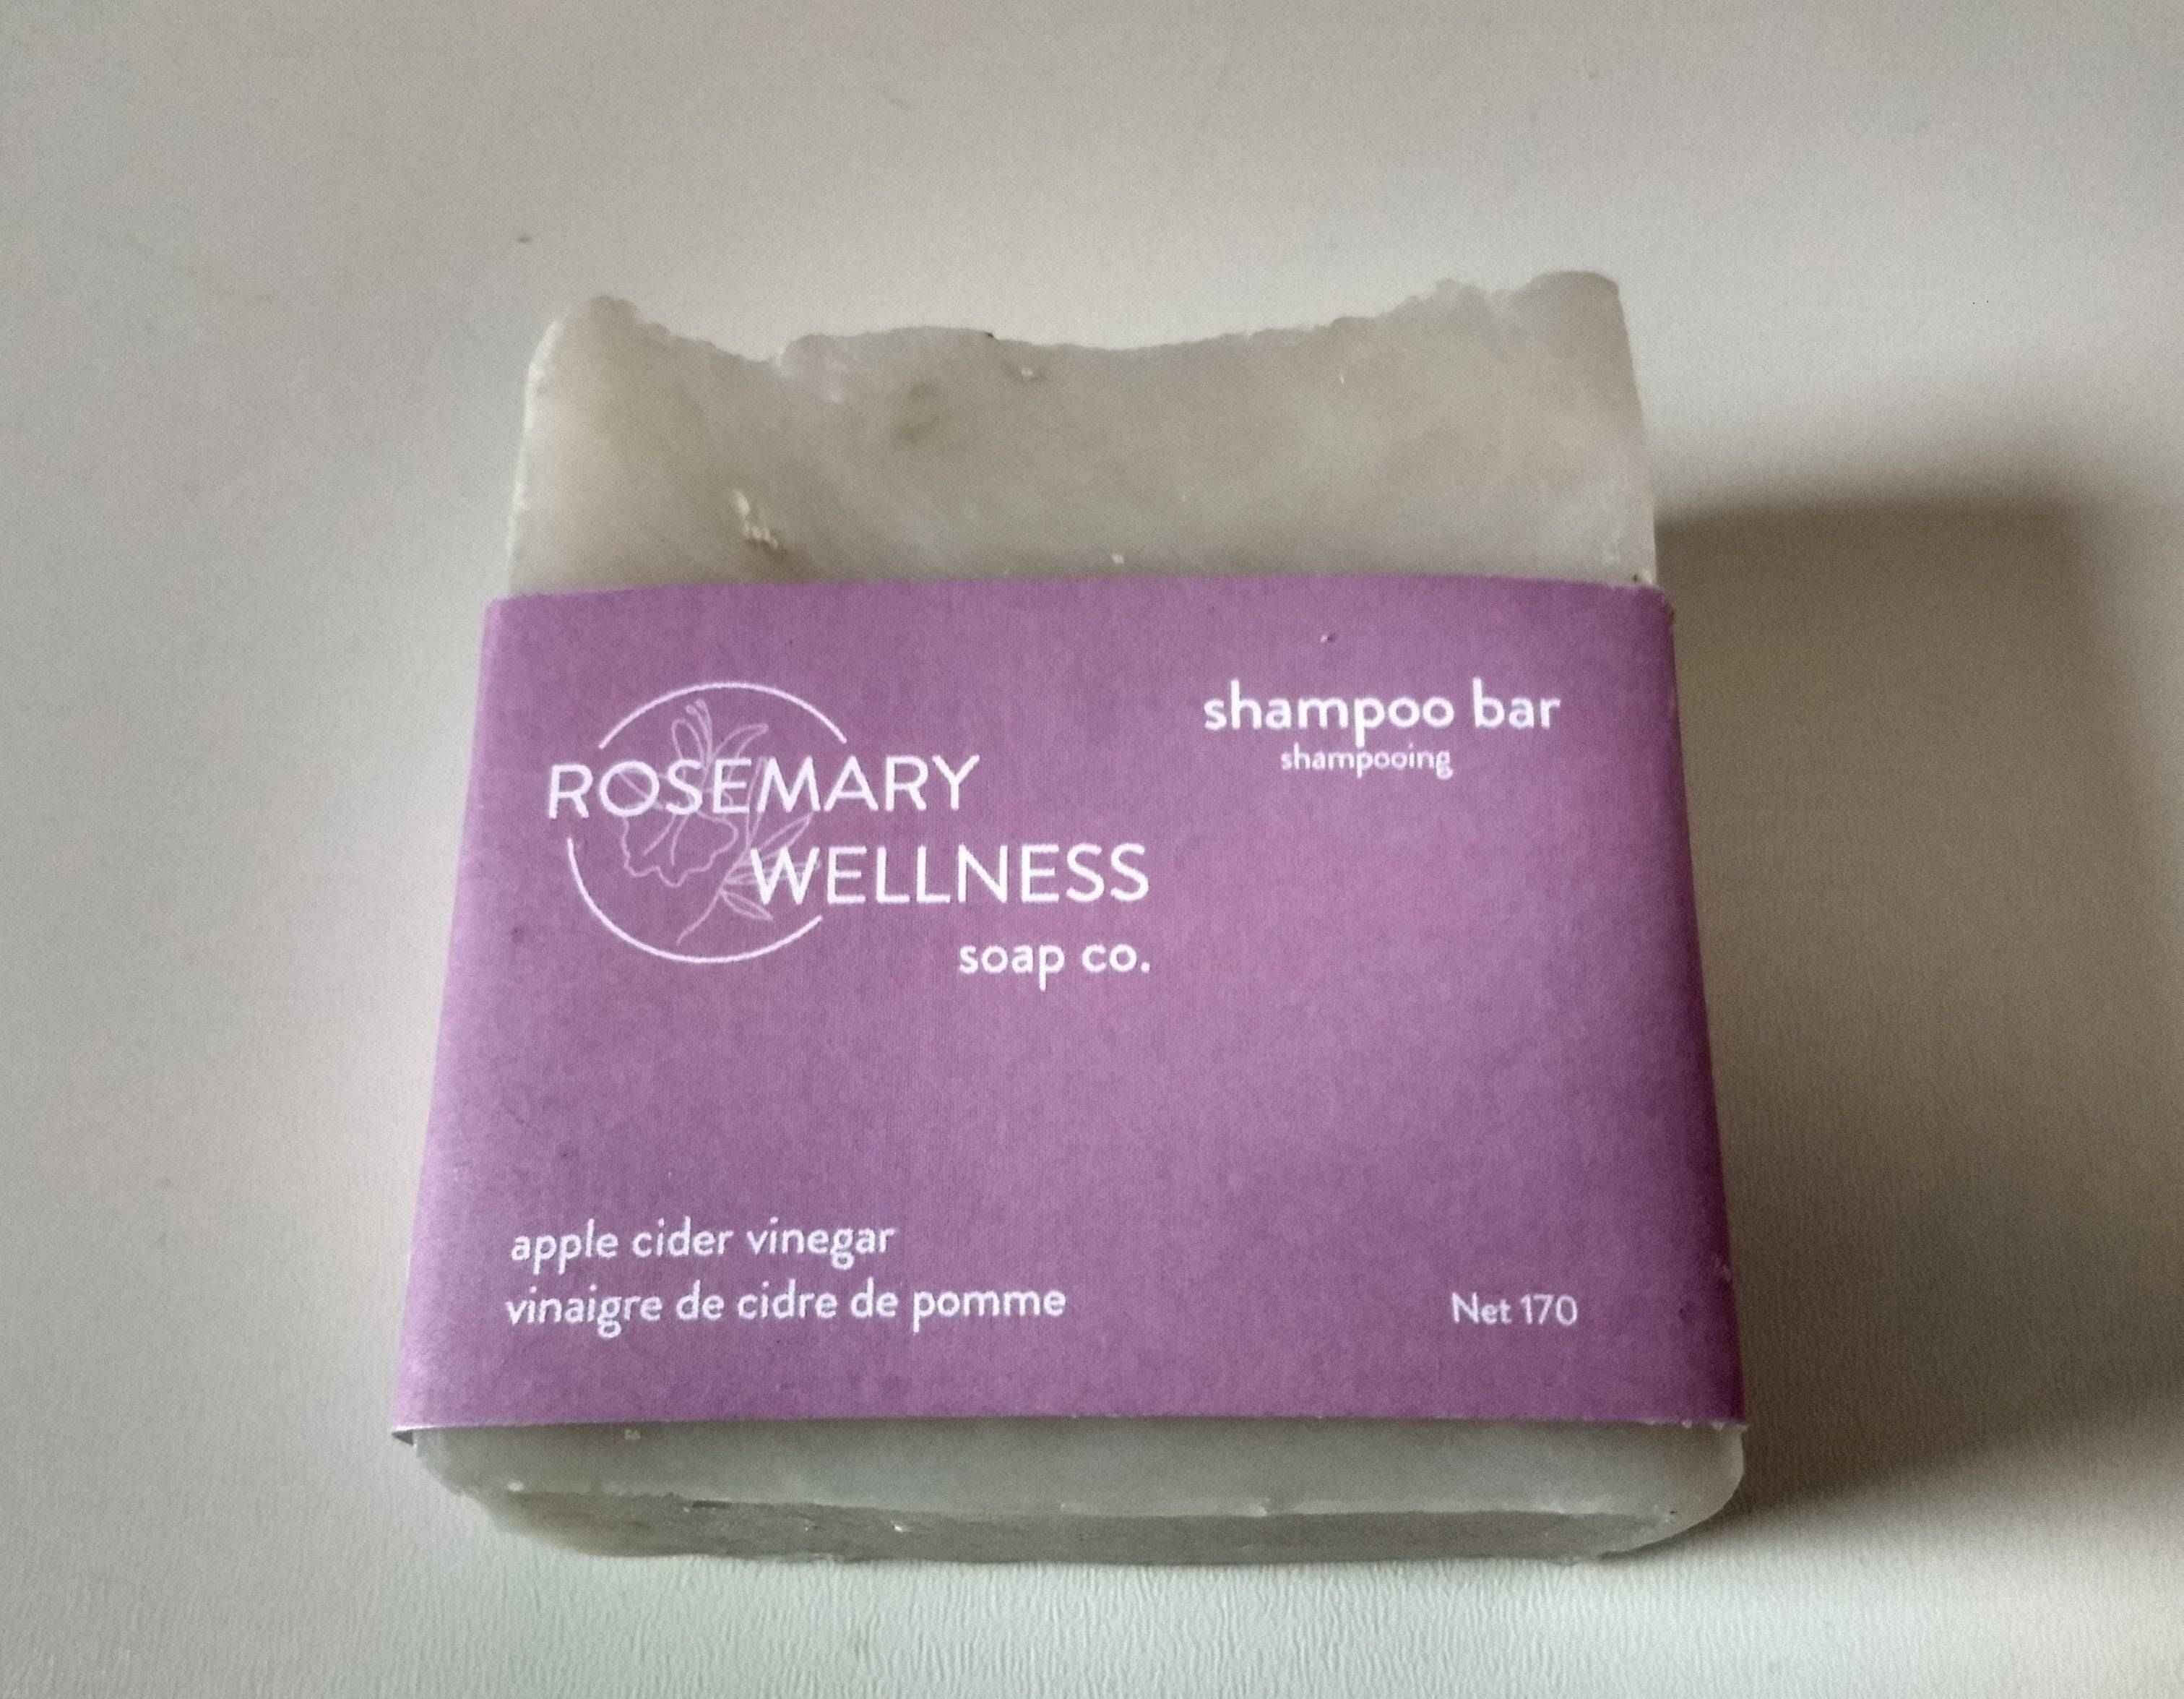 ROSEMARY
WELLNESS
soap co.
shampoo bar
shampooing
apple cider vinegar
vinaigre de cidre de pomme
Net 170